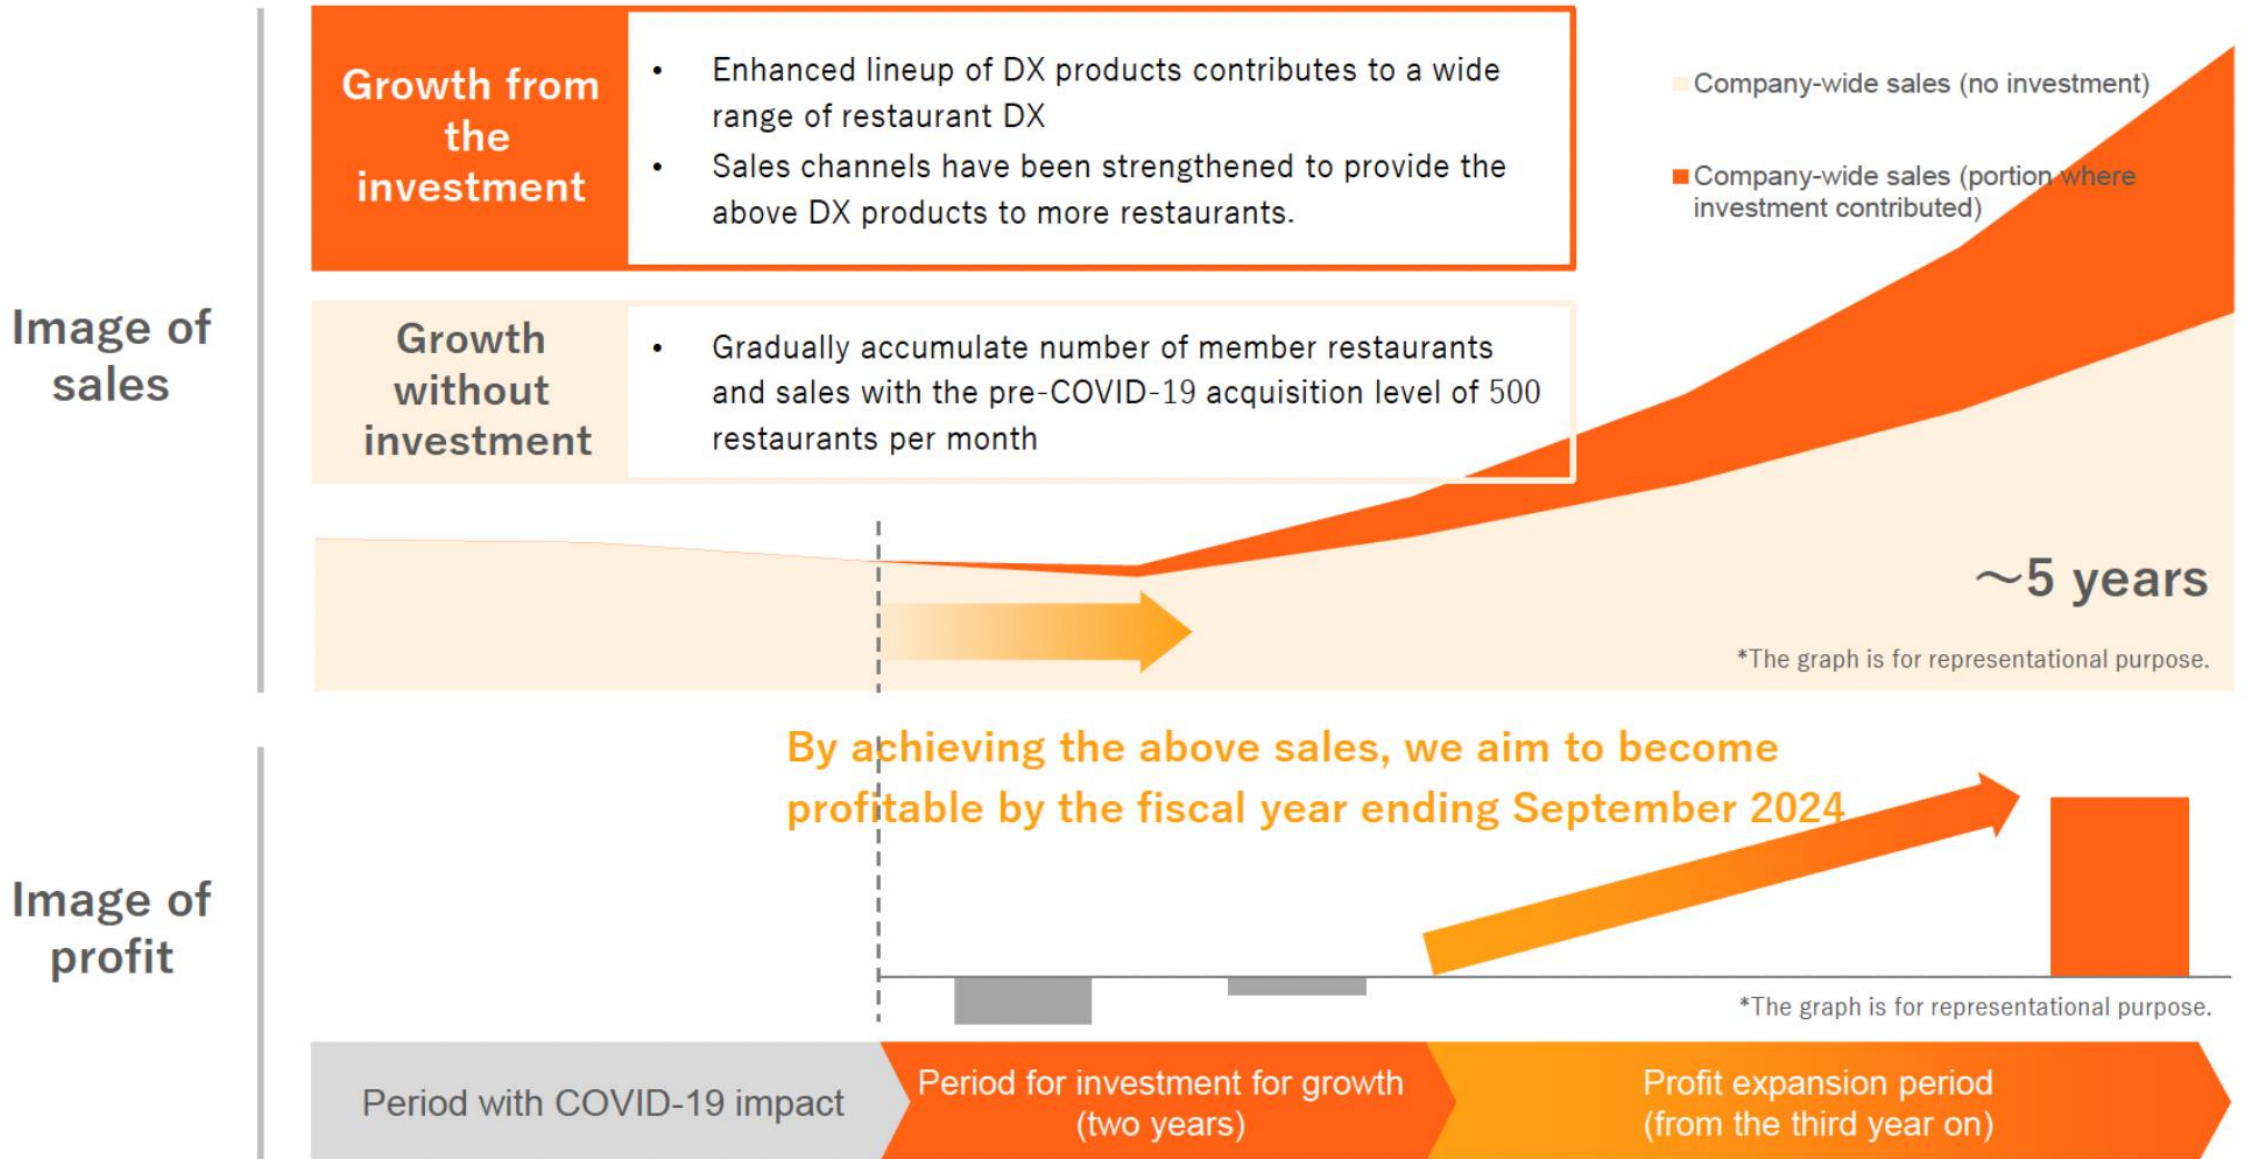 Growth from
the
investment
• Enhanced lineup of DX products contributes to a wide
range of restaurant DX
• Sales channels have been strengthened to provide the
above DX products to more restaurants.
Company-wide sales (no investment)
Company-wide sales (portion where
investment contributed)
Image of
sales
Growth
without
investment
• Gradually accumulate number of member restaurants
and sales with the pre-COVID-19 acquisition level of 500
restaurants per month
～5 years
*The graph is for representational purpose.
By achieving the above sales, we aim to become
profitable by the fiscal year ending September 2024
Image of
profit
*The graph is for representational purpose.
Period with COVID-19 impact
Period for investment for growth
(two years)
Profit expansion period
(from the third year on)